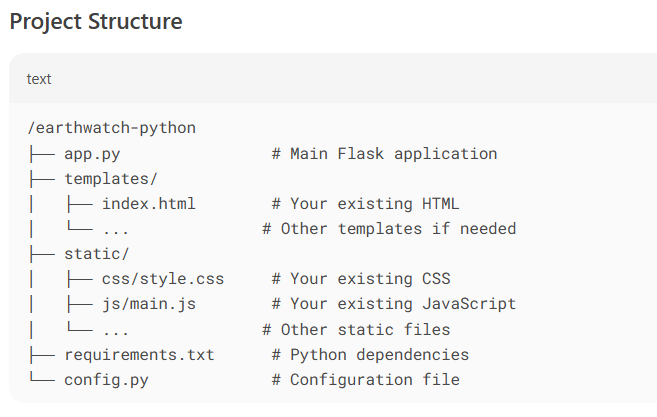 Project Structure
text
/earthwatch-python
├── app.py                # Main Flask application
├── templates/
│   ├── index.html        # Your existing HTML
│   └── ...              # Other templates if needed
├── static/
│   ├── css/style.css     # Your existing CSS
│   ├── js/main.js        # Your existing JavaScript
│   └── ...              # Other static files
├── requirements.txt      # Python dependencies
└── config.py             # Configuration file